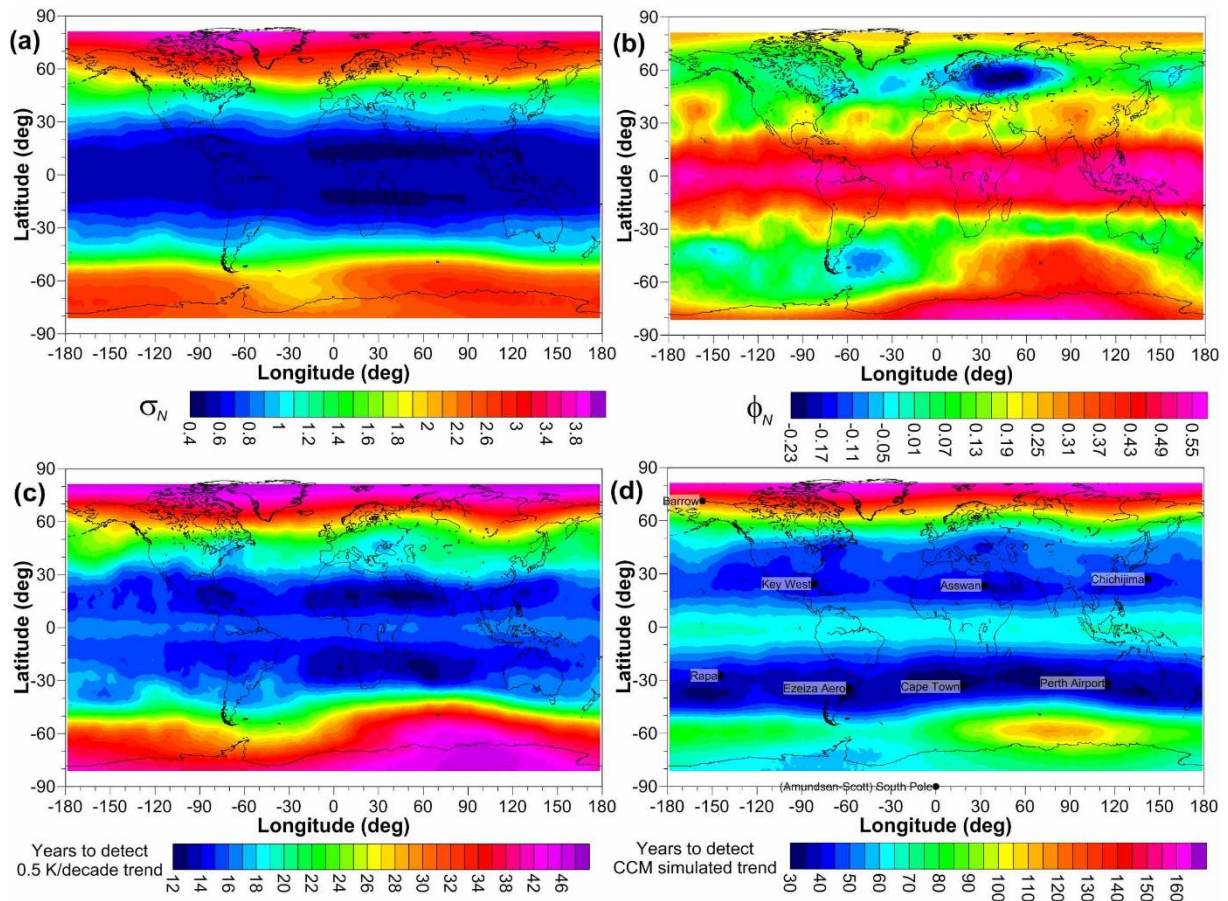 (a)
90
60
30
0
-30
-60
-90
Latitude (deg)
-180 -150 -120 -90 -60 -30 0 30 60 90 120 150 180
Longitude (deg)
σN
0.4 0.6 0.8 1 1.2 1.4 1.6 1.8 2 2.2 2.6 3 3.4 3.8
(b)
90
60
30
0
-30
-60
-90
Latitude (deg)
-180 -150 -120 -90 -60 -30 0 30 60 90 120 150 180
Longitude (deg)
ϕN
-0.23 -0.17 -0.11 -0.05 0.01 0.07 0.13 0.19 0.25 0.31 0.37 0.43 0.49 0.55
(c)
90
60
30
0
-30
-60
-90
Latitude (deg)
-180 -150 -120 -90 -60 -30 0 30 60 90 120 150 180
Longitude (deg)
Years to detect
0.5 K/decade trend
12 14 16 18 20 22 24 26 28 30 34 38 42 46
(d)
90
60
30
0
-30
-60
-90
Latitude (deg)
Barrow
Key West
Asswan
Chichijima
Rapa
Ezeiza Aero
Cape Town
Perth Airport
(Amundsen-Scott) South Pole
-180 -150 -120 -90 -60 -30 0 30 60 90 120 150 180
Longitude (deg)
Years to detect
CCM simulated trend
30 40 50 60 70 80 90 100 110 120 130 140 150 160